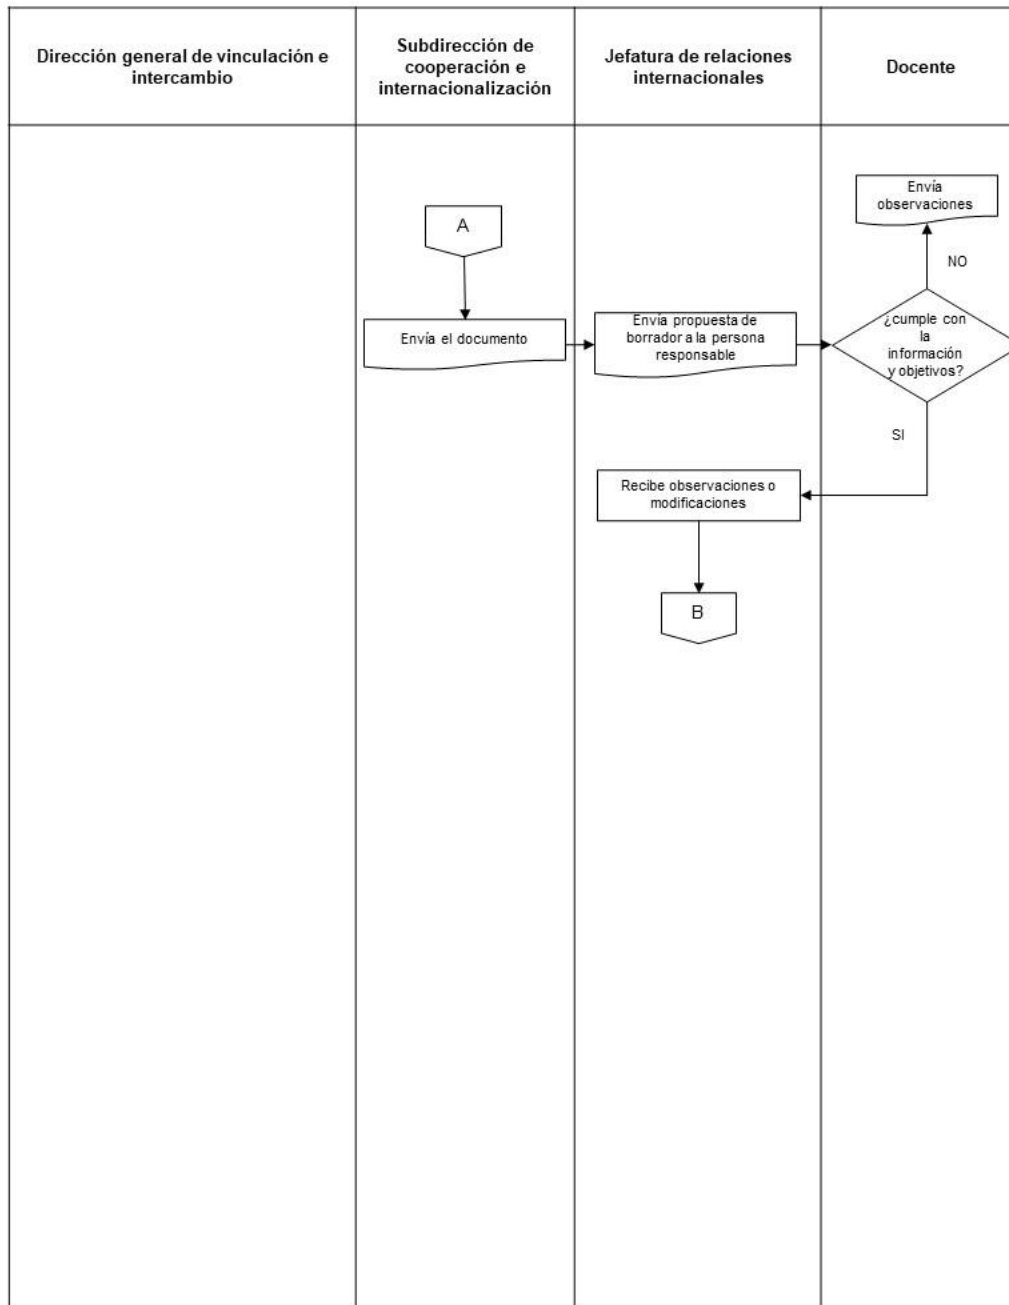 Dirección general de vinculación e
intercambio
Subdirección de
cooperación e
internacionalización
Jefatura de relaciones
internacionales
Docente
Envía
observaciones
A
NO
Envía el documento
Envía propuesta de
borrador a la persona
responsable
¿cumple con
la
información
y objetivos?
SI
Recibe observaciones o
modificaciones
B